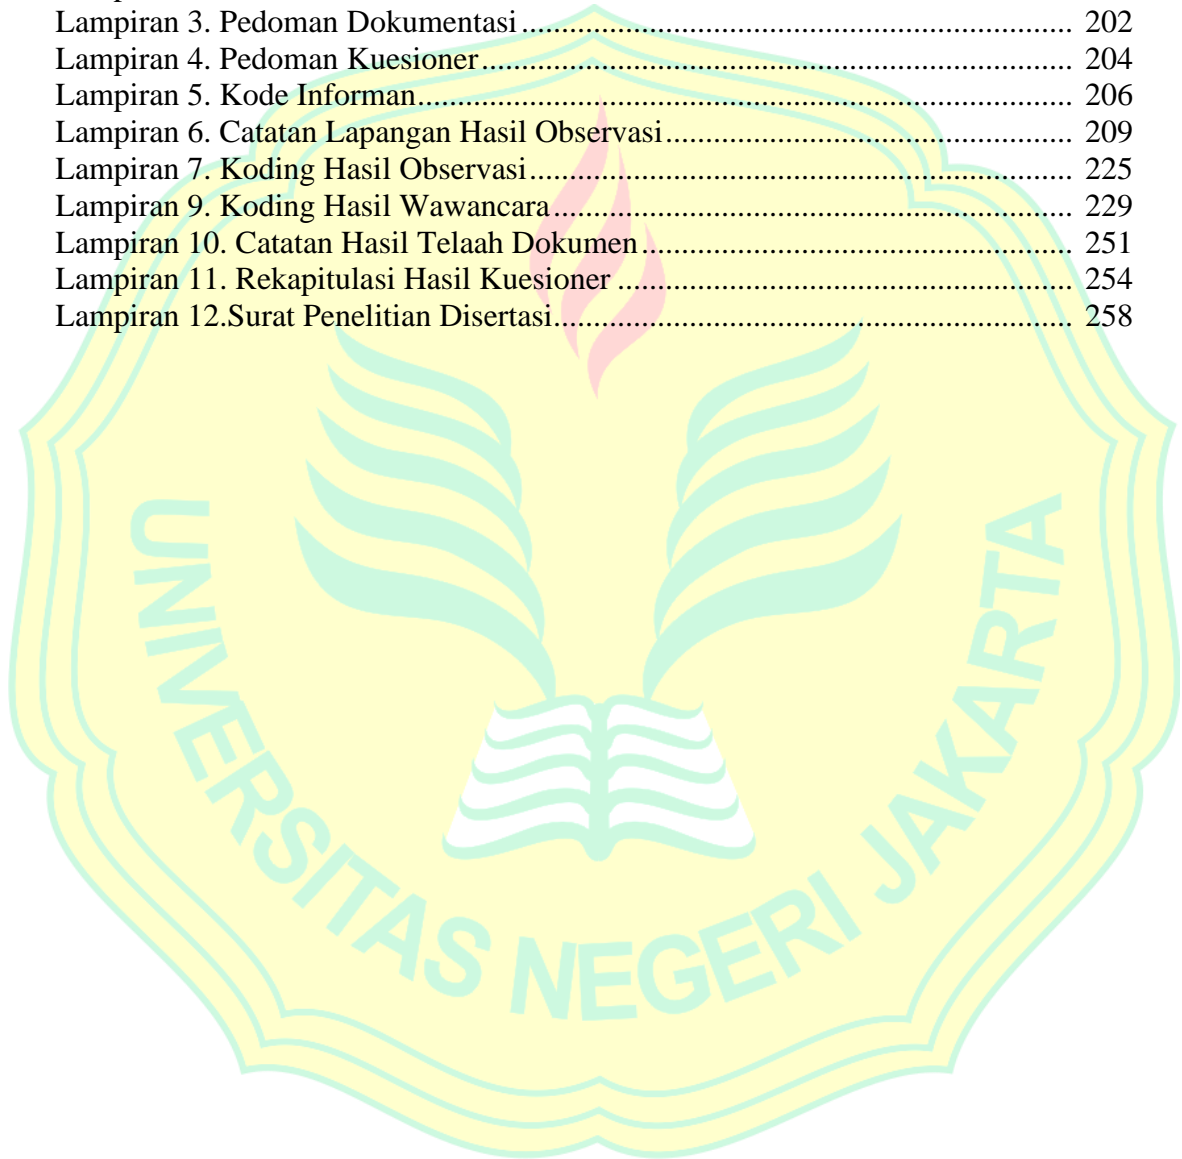 Lampiran 3. Pedoman Dokumentasi........................................................................ 202
Lampiran 4. Pedoman Kuesioner............................................................................. 204
Lampiran 5. Kode Informan...................................................................................... 206
Lampiran 6. Catatan Lapangan Hasil Observasi..................................................... 209
Lampiran 7. Koding Hasil Observasi....................................................................... 225
Lampiran 9. Koding Hasil Wawancara.................................................................... 229
Lampiran 10. Catatan Hasil Telaah Dokumen........................................................ 251
Lampiran 11. Rekapitulasi Hasil Kuesioner ........................................................... 254
Lampiran 12.Surat Penelitian Disertasi.................................................................... 258
UNIVERSITAS NEGERI JAKARTA